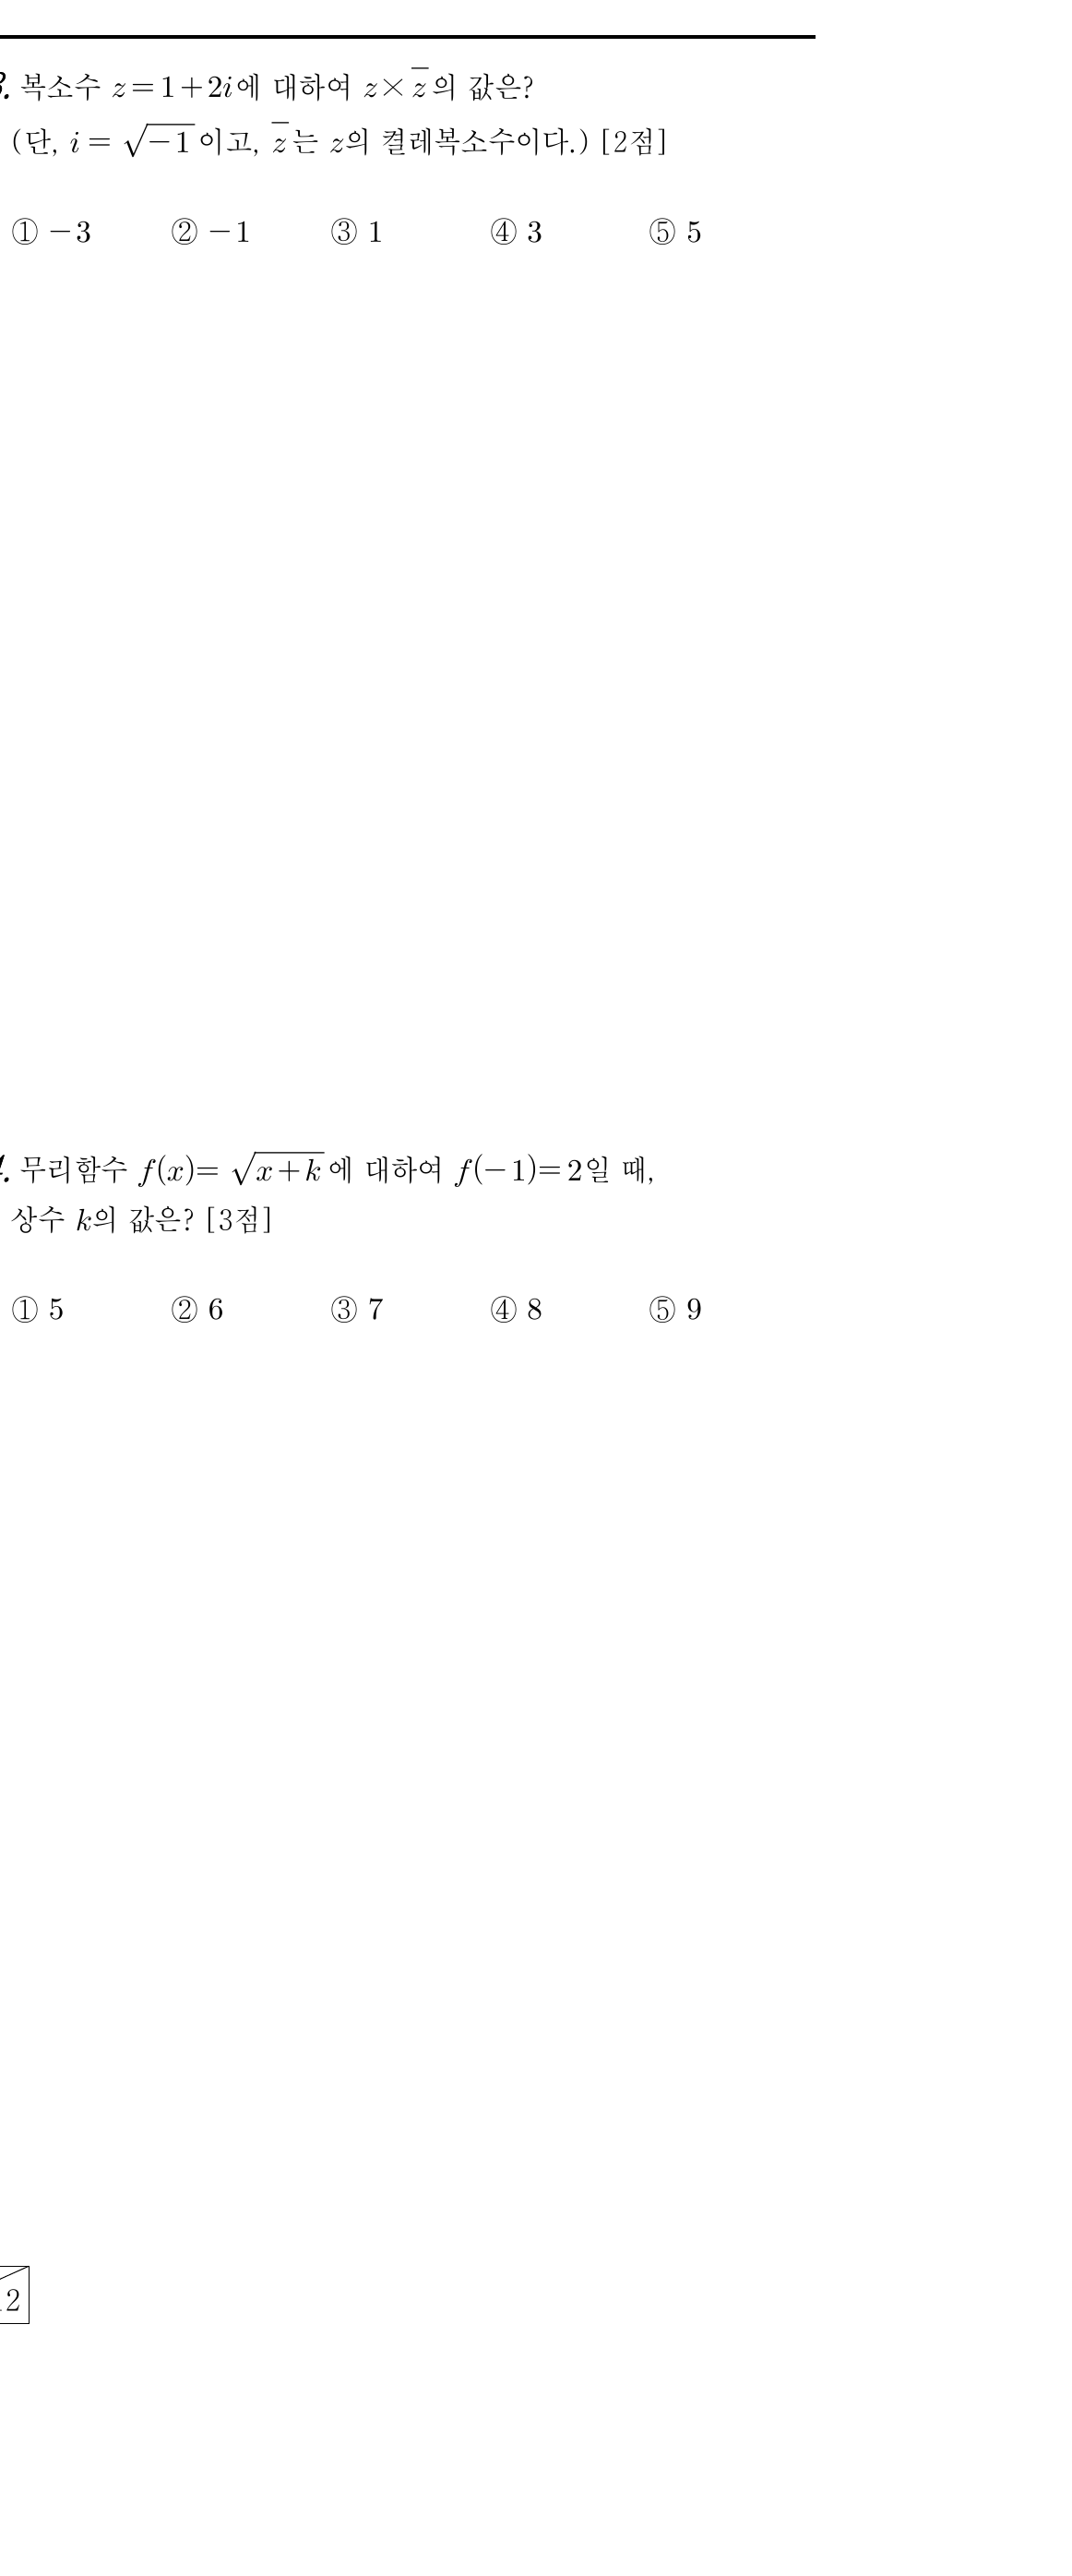 3. 복소수 z=1+2i에 대하여 z×z̅의 값은?
(단, i=√-1 이고, z̅는 z의 켤레복소수이다.) [2점]
① -3 ② -1 ③ 1 ④ 3 ⑤ 5
4. 무리함수 f(x)=√x+k 에 대하여 f(-1)=2일 때,
상수 k의 값은? [3점]
① 5 ② 6 ③ 7 ④ 8 ⑤ 9
12